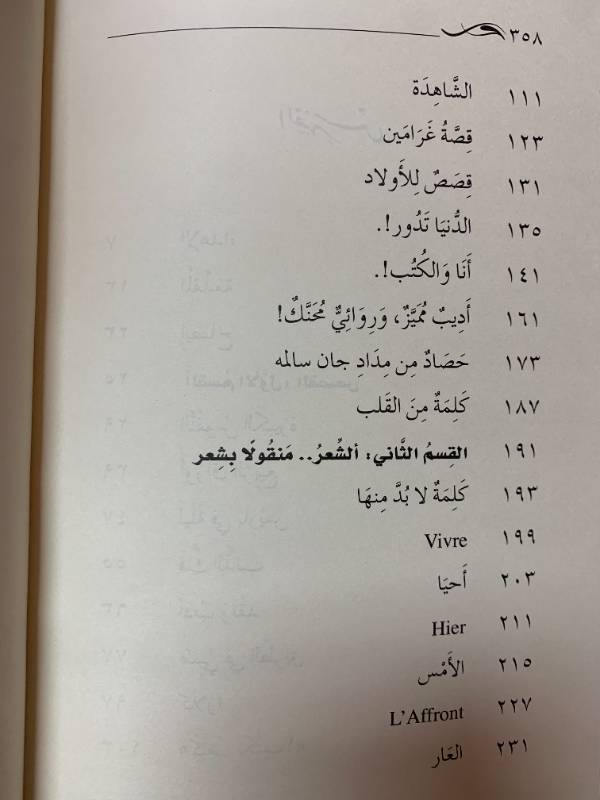 ٣٥٨
١١١ الشَّاهِدَة
١٢٣ قِصَّةُ غَرَامَين
١٣١ قِصَصٌ لِلأَولاد
١٣٥ الدُّنيَا تَدُور!.
١٤١ أَنَا وَالكُتُب!.
١٦١ أَدِيبٌ مُمَيَّزٌ، وَرِوَائِيٌّ مُحَنَّكٌ!
١٧٣ حَصَادٌ مِن مِدَادِ جان سالمه
١٨٧ كَلِمَةٌ مِنَ القَلب
١٩١ القِسمُ الثَّاني: ألشِّعرُ.. مَنقُولًا بِشِعر
١٩٣ كَلِمَةٌ لا بُدَّ مِنهَا
١٩٩ Vivre
٢٠٣ أَحيَا
٢١١ Hier
٢١٥ الأَمْس
٢٢٧ L'Affront
٢٣١ العَار